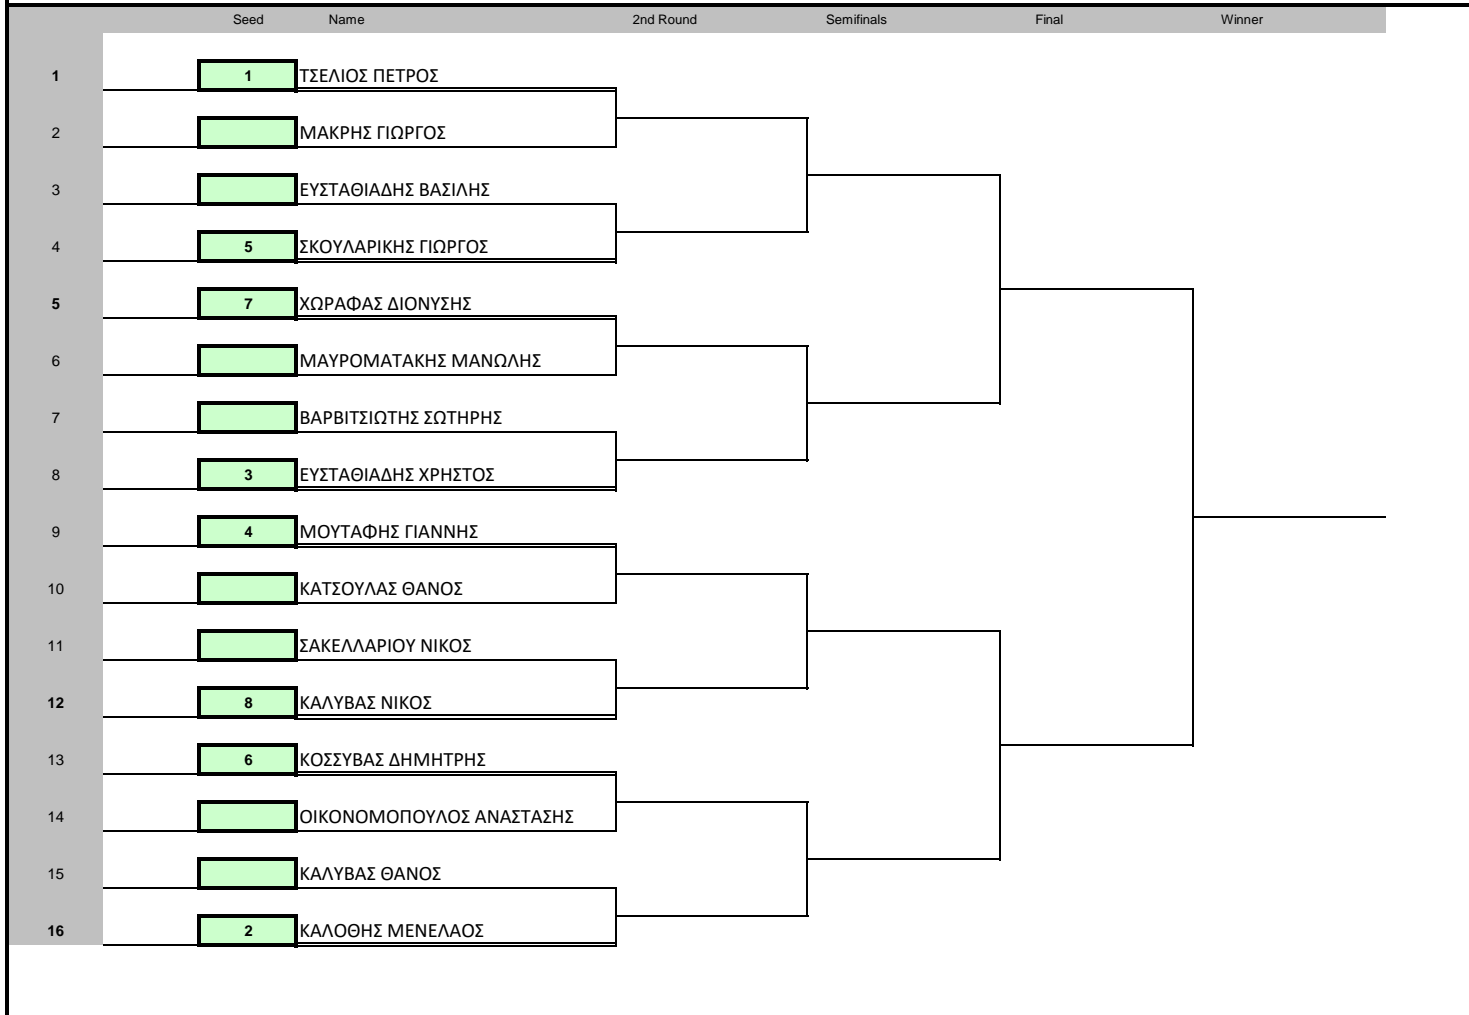 Seed Name 2nd Round Semifinals Final Winner
1 1 ΤΣΕΛΙΟΣ ΠΕΤΡΟΣ
2 ΜΑΚΡΗΣ ΓΙΩΡΓΟΣ
3 ΕΥΣΤΑΘΙΑΔΗΣ ΒΑΣΙΛΗΣ
4 5 ΣΚΟΥΛΑΡΙΚΗΣ ΓΙΩΡΓΟΣ
5 7 ΧΩΡΑΦΑΣ ΔΙΟΝΥΣΗΣ
6 ΜΑΥΡΟΜΑΤΑΚΗΣ ΜΑΝΩΛΗΣ
7 ΒΑΡΒΙΤΣΙΩΤΗΣ ΣΩΤΗΡΗΣ
8 3 ΕΥΣΤΑΘΙΑΔΗΣ ΧΡΗΣΤΟΣ
9 4 ΜΟΥΤΑΦΗΣ ΓΙΑΝΝΗΣ
10 ΚΑΤΣΟΥΛΑΣ ΘΑΝΟΣ
11 ΣΑΚΕΛΛΑΡΙΟΥ ΝΙΚΟΣ
12 8 ΚΑΛΥΒΑΣ ΝΙΚΟΣ
13 6 ΚΟΣΣΥΒΑΣ ΔΗΜΗΤΡΗΣ
14 ΟΙΚΟΝΟΜΟΠΟΥΛΟΣ ΑΝΑΣΤΑΣΗΣ
15 ΚΑΛΥΒΑΣ ΘΑΝΟΣ
16 2 ΚΑΛΟΘΗΣ ΜΕΝΕΛΑΟΣ